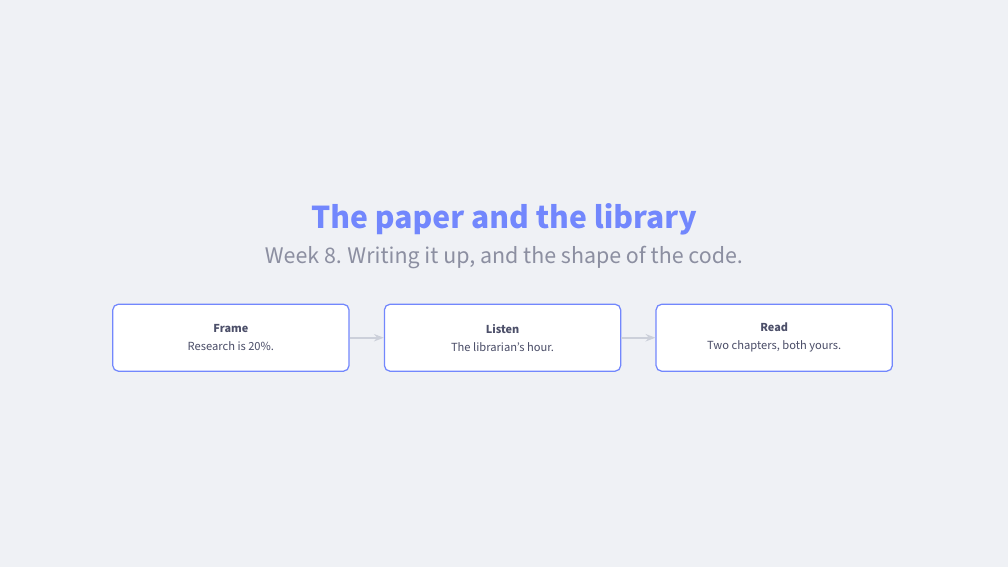 The paper and the library
Week 8. Writing it up, and the shape of the code.
Frame
Research is 20%.
Listen
The librarian's hour.
Read
Two chapters, both yours.